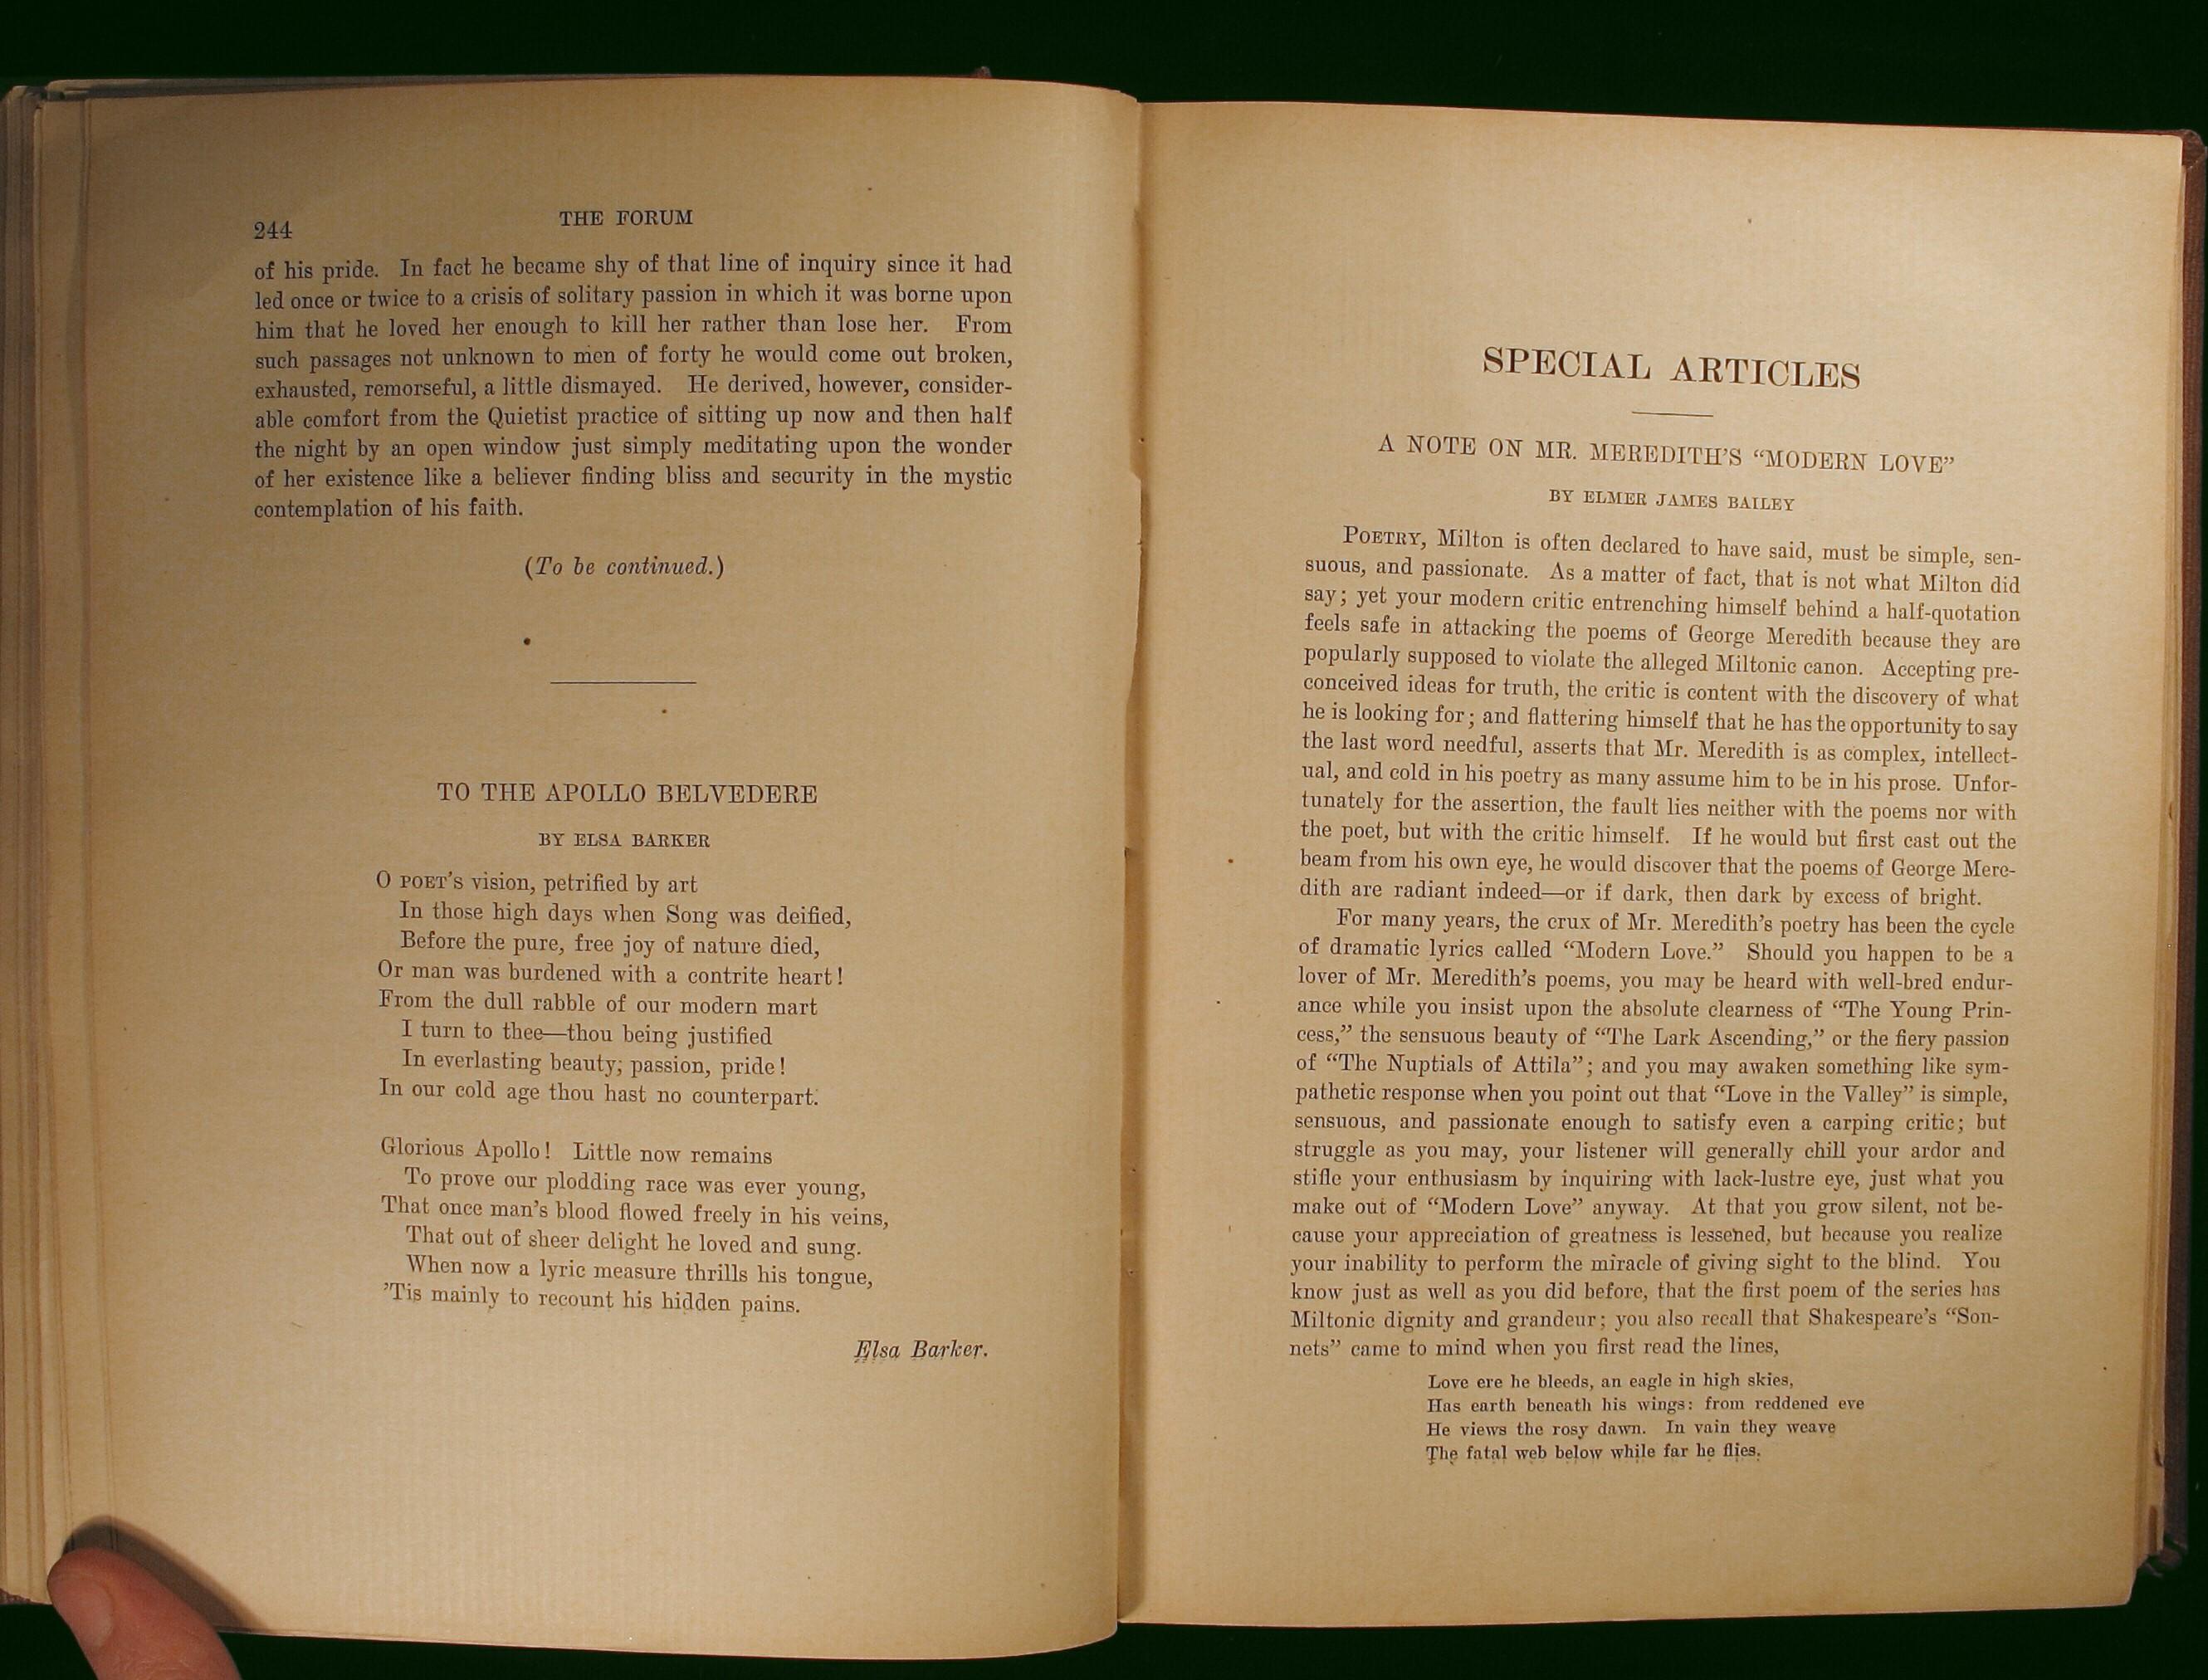 244
THE FORUM
of his pride. In fact he became shy of that line of inquiry since it had
led once or twice to a crisis of solitary passion in which it was borne upon
him that he loved her enough to kill her rather than lose her. From
such passages not unknown to men of forty he would come out broken,
exhausted, remorseful, a little dismayed. He derived, however, consider-
able comfort from the Quietist practice of sitting up now and then half
the night by an open window just simply meditating upon the wonder
of her existence like a believer finding bliss and security in the mystic
contemplation of his faith.
(To be continued.)
TO THE APOLLO BELVEDERE
BY ELSA BARKER
O POET'S vision, petrified by art
In those high days when Song was deified,
Before the pure, free joy of nature died,
Or man was burdened with a contrite heart!
From the dull rabble of our modern mart
I turn to thee—thou being justified
In everlasting beauty; passion, pride!
In our cold age thou hast no counterpart.
Glorious Apollo! Little now remains
To prove our plodding race was ever young,
That once man's blood flowed freely in his veins,
That out of sheer delight he loved and sung.
When now a lyric measure thrills his tongue,
'Tis mainly to recount his hidden pains.
Elsa Barker.
SPECIAL ARTICLES
A NOTE ON MR. MEREDITH'S "MODERN LOVE"
BY ELMER JAMES BAILEY
POETRY, Milton is often declared to have said, must be simple, sen-
suous, and passionate. As a matter of fact, that is not what Milton did
say; yet your modern critic entrenching himself behind a half-quotation
feels safe in attacking the poems of George Meredith because they are
popularly supposed to violate the alleged Miltonic canon. Accepting pre-
conceived ideas for truth, the critic is content with the discovery of what
he is looking for; and flattering himself that he has the opportunity to say
the last word needful, asserts that Mr. Meredith is as complex, intellect-
ual, and cold in his poetry as many assume him to be in his prose. Unfor-
tunately for the assertion, the fault lies neither with the poems nor with
the poet, but with the critic himself. If he would but first cast out the
beam from his own eye, he would discover that the poems of George Mere-
dith are radiant indeed—or if dark, then dark by excess of bright.
For many years, the crux of Mr. Meredith's poetry has been the cycle
of dramatic lyrics called "Modern Love." Should you happen to be a
lover of Mr. Meredith's poems, you may be heard with well-bred endur-
ance while you insist upon the absolute clearness of "The Young Prin-
cess," the sensuous beauty of "The Lark Ascending," or the fiery passion
of "The Nuptials of Attila"; and you may awaken something like sym-
pathetic response when you point out that "Love in the Valley" is simple,
sensuous, and passionate enough to satisfy even a carping critic; but
struggle as you may, your listener will generally chill your ardor and
stifle your enthusiasm by inquiring with lack-lustre eye, just what you
make out of "Modern Love" anyway. At that you grow silent, not be-
cause your appreciation of greatness is lessened, but because you realize
your inability to perform the miracle of giving sight to the blind. You
know just as well as you did before, that the first poem of the series has
Miltonic dignity and grandeur; you also recall that Shakespeare's "Son-
nets" came to mind when you first read the lines,
Love ere he bleeds, an eagle in high skies,
Has earth beneath his wings: from reddened eve
He views the rosy dawn. In vain they weave
The fatal web below while far he flies.